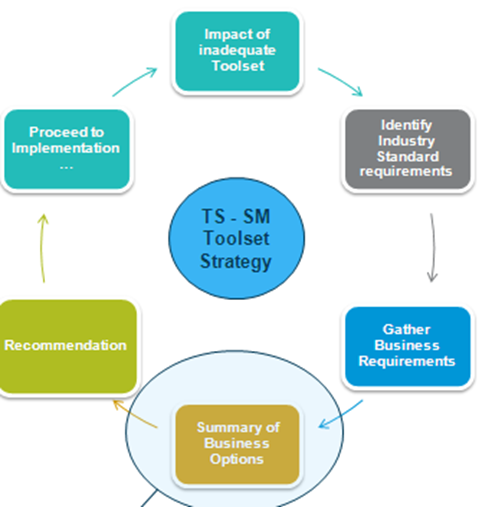 Impact of
inadequate
Toolset
Identify
Industry
Standard
requirements
Gather
Business
Requirements
Summary of
Business
Options
Recommendation
Proceed to
Implementation
...
TS - SM
Toolset
Strategy